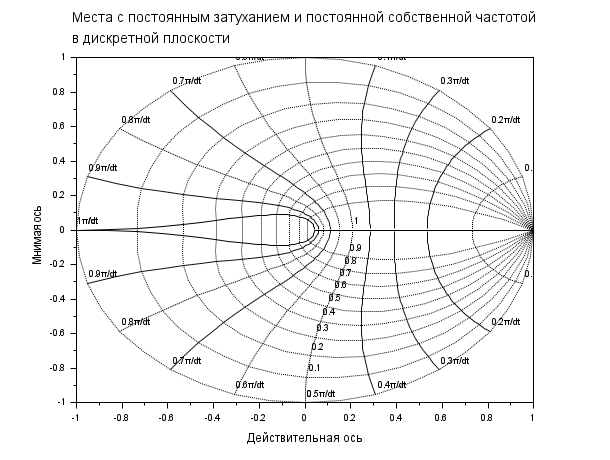 Места с постоянным затуханием и постоянной собственной частотой
в дискретной плоскости
1
0.8
0.6
0.4
0.2
0
-0.2
-0.4
-0.6
-0.8
-1
Мнимая ось
0.7π/dt
0.3π/dt
0.8π/dt
0.2π/dt
0.9π/dt
0.
1π/dt
1
0.9
0.8
0.7
0.6
0.5
0.4
0.3
0.2
0.1
0.9π/dt
0.
0.8π/dt
0.2π/dt
0.7π/dt
0.3π/dt
0.6π/dt
0.5π/dt
0.4π/dt
-1 -0.8 -0.6 -0.4 -0.2 0 0.2 0.4 0.6 0.8 1
Действительная ось